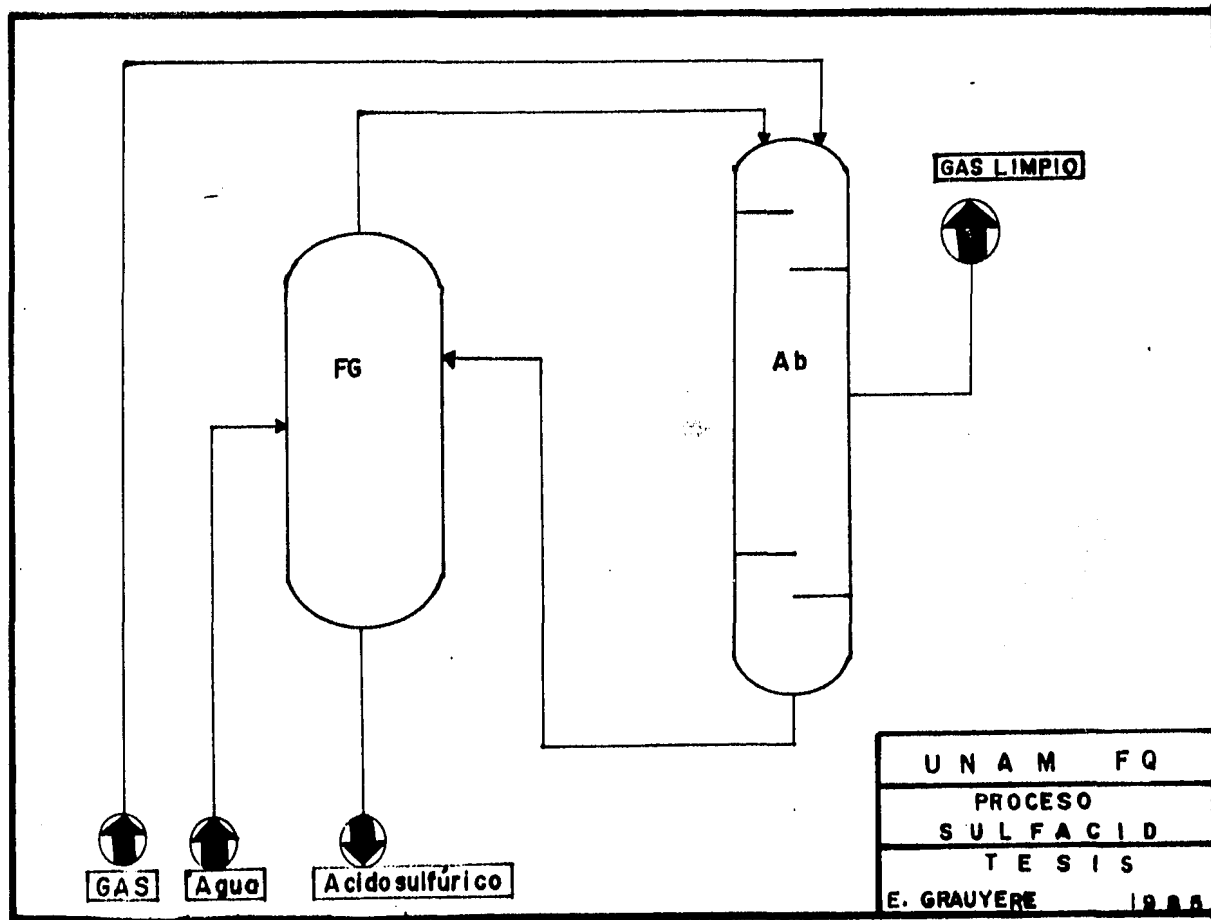 GAS LIMPIO
FG
Ab
GAS
Agua
Acido sulfúrico
UNAM FQ
PROCESO
SULFACID
TESIS
E. GRAUYERE